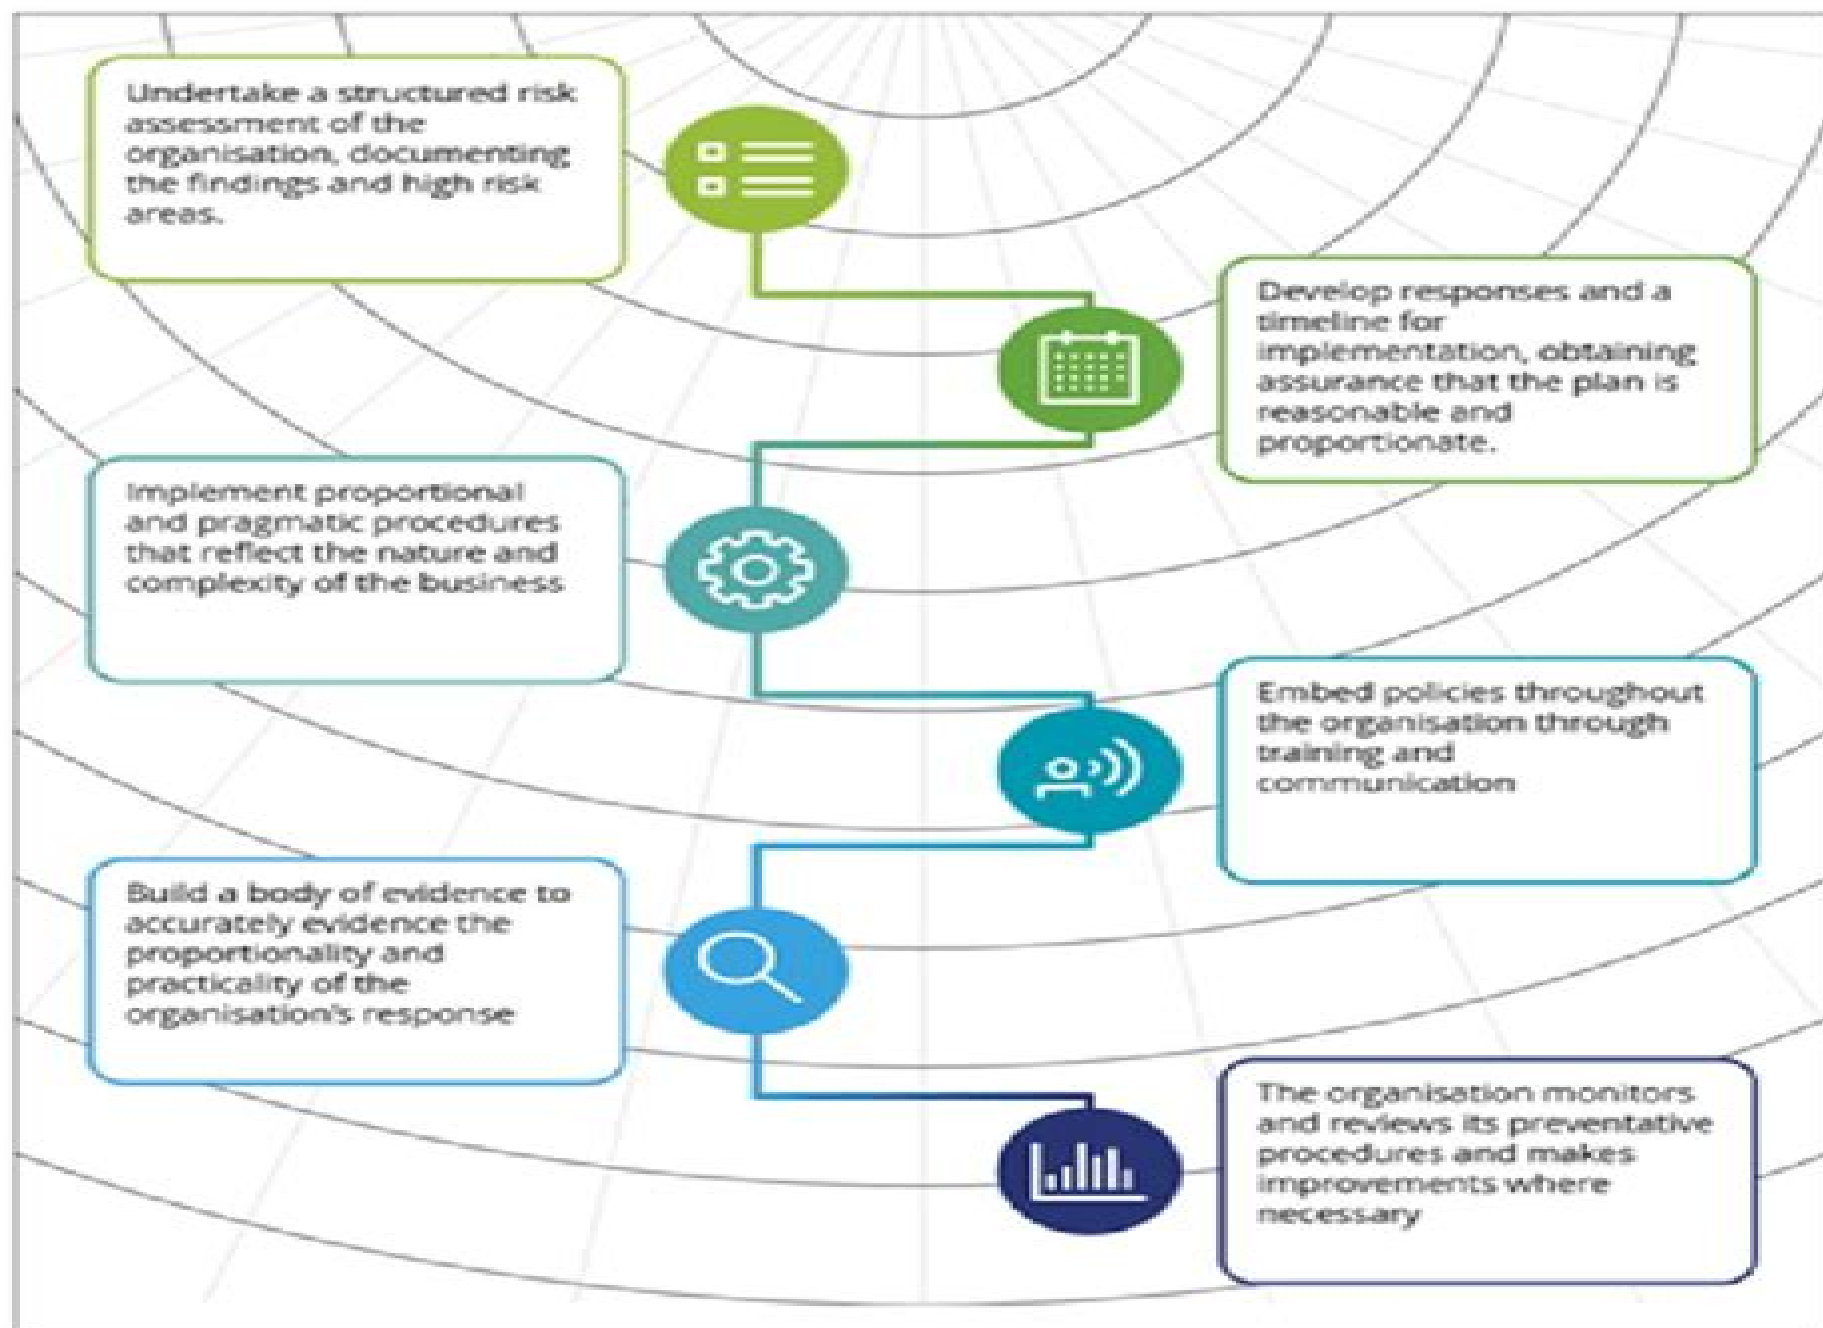 Undertake a structured risk
assessment of the
organisation, documenting
the findings and high risk
areas.
Develop responses and a
timeline for
implementation, obtaining
assurance that the plan is
reasonable and
proportionate.
Implement proportional
and pragmatic procedures
that reflect the nature and
complexity of the business
Embed policies throughout
the organisation through
training and
communication
Build a body of evidence to
accurately evidence the
proportionality and
practicality of the
organisation's response
The organisation monitors
and reviews its preventative
procedures and makes
improvements where
necessary